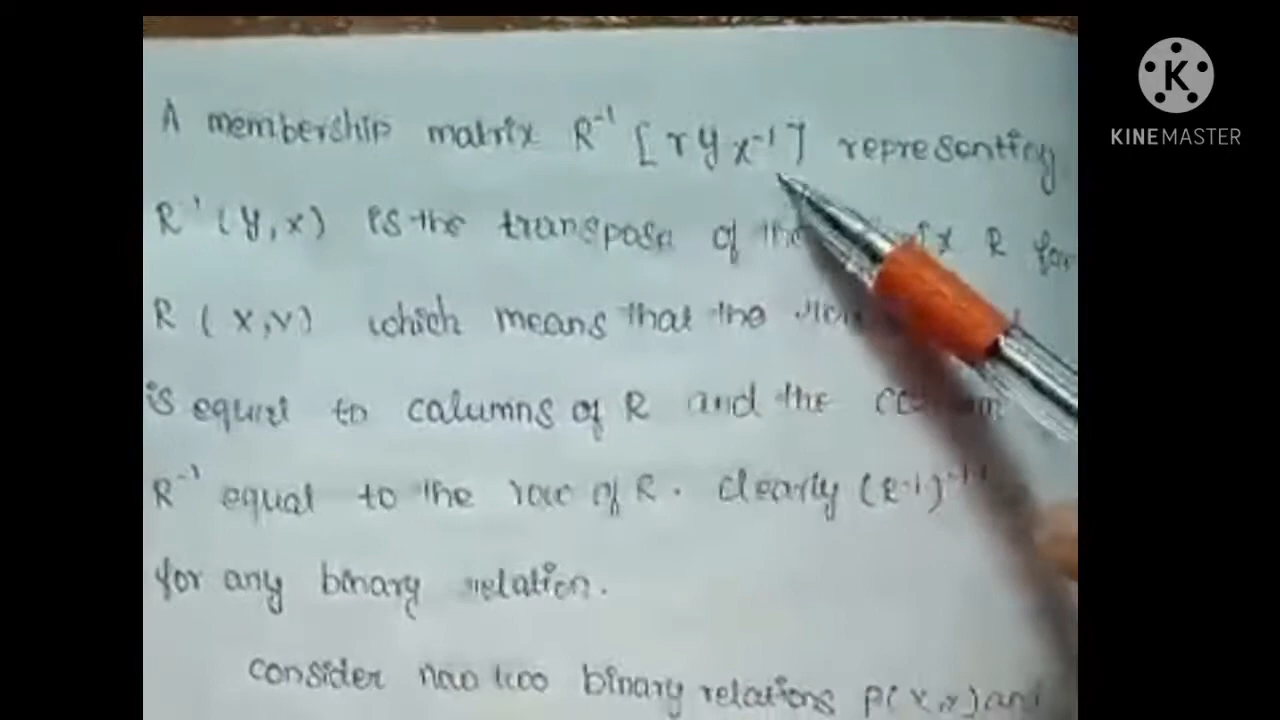 A membership matrix R⁻¹ [r y x⁻¹] representing
R⁻¹ (y,x) is the transpose of the R for
R (X,V) which means that the
is equal to columns of R and the
R⁻¹ equal to the row of R. clearly (R⁻¹)⁻¹
for any binary relation.
consider now two binary relations P(X,Y) and
K
KINEMASTER